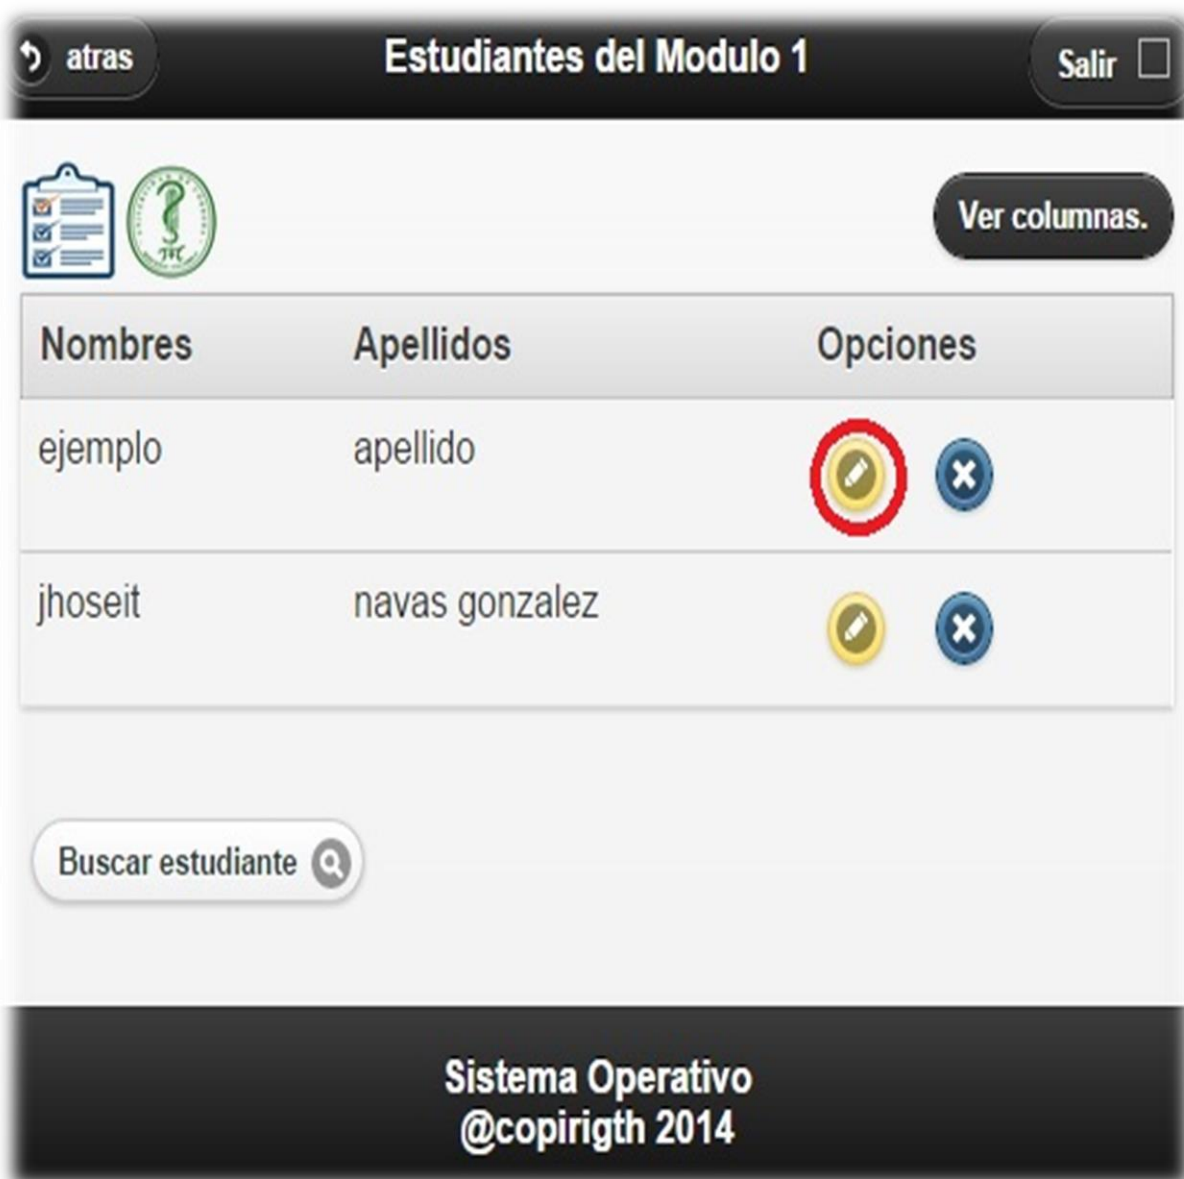 atras
Estudiantes del Modulo 1
Salir
Ver columnas.
Nombres Apellidos Opciones
ejemplo apellido
jhoseit navas gonzalez
Buscar estudiante
Sistema Operativo
@copirigth 2014